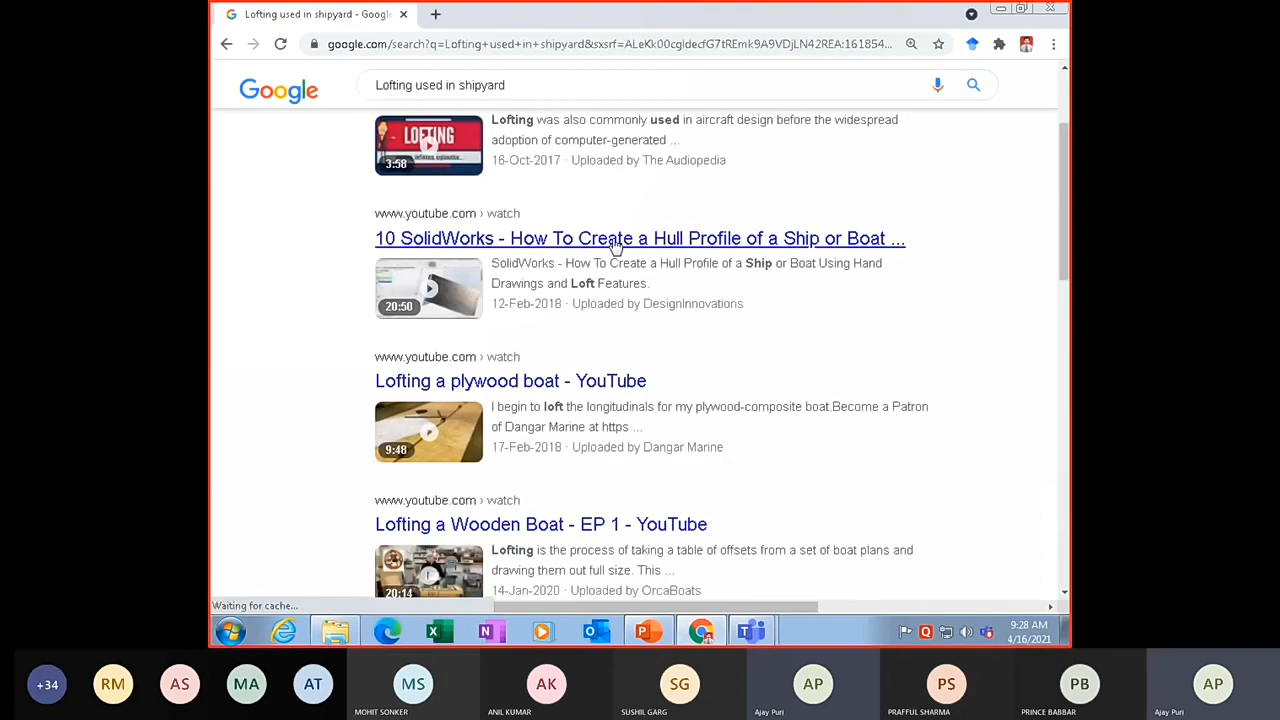 Lofting used in shipyard - Google
google.com/search?q=Lofting+used+in+shipyard&sxsrf=ALeKk00cgldecfG7tREmk9A9VDjLN42REA:161854...
Google
Lofting used in shipyard
LOFTING
3:58
Lofting was also commonly used in aircraft design before the widespread
adoption of computer-generated ...
16-Oct-2017 · Uploaded by The Audiopedia
www.youtube.com › watch
10 SolidWorks - How To Create a Hull Profile of a Ship or Boat ...
20:50
SolidWorks - How To Create a Hull Profile of a Ship or Boat Using Hand
Drawings and Loft Features.
12-Feb-2018 · Uploaded by DesignInnovations
www.youtube.com › watch
Lofting a plywood boat - YouTube
9:48
I begin to loft the longitudinals for my plywood-composite boat.Become a Patron
of Dangar Marine at https ...
17-Feb-2018 · Uploaded by Dangar Marine
www.youtube.com › watch
Lofting a Wooden Boat - EP 1 - YouTube
20:14
Lofting is the process of taking a table of offsets from a set of boat plans and
drawing them out full size. This ...
14-Jan-2020 · Uploaded by OrcaBoats
Waiting for cache...
9:28 AM
4/16/2021
+34
RM
AS
MA
AT
MS
MOHIT SONKER
AK
ANIL KUMAR
SG
SUSHIL GARG
AP
Ajay Puri
PS
PRAFFUL SHARMA
PB
PRINCE BABBAR
AP
Ajay Puri